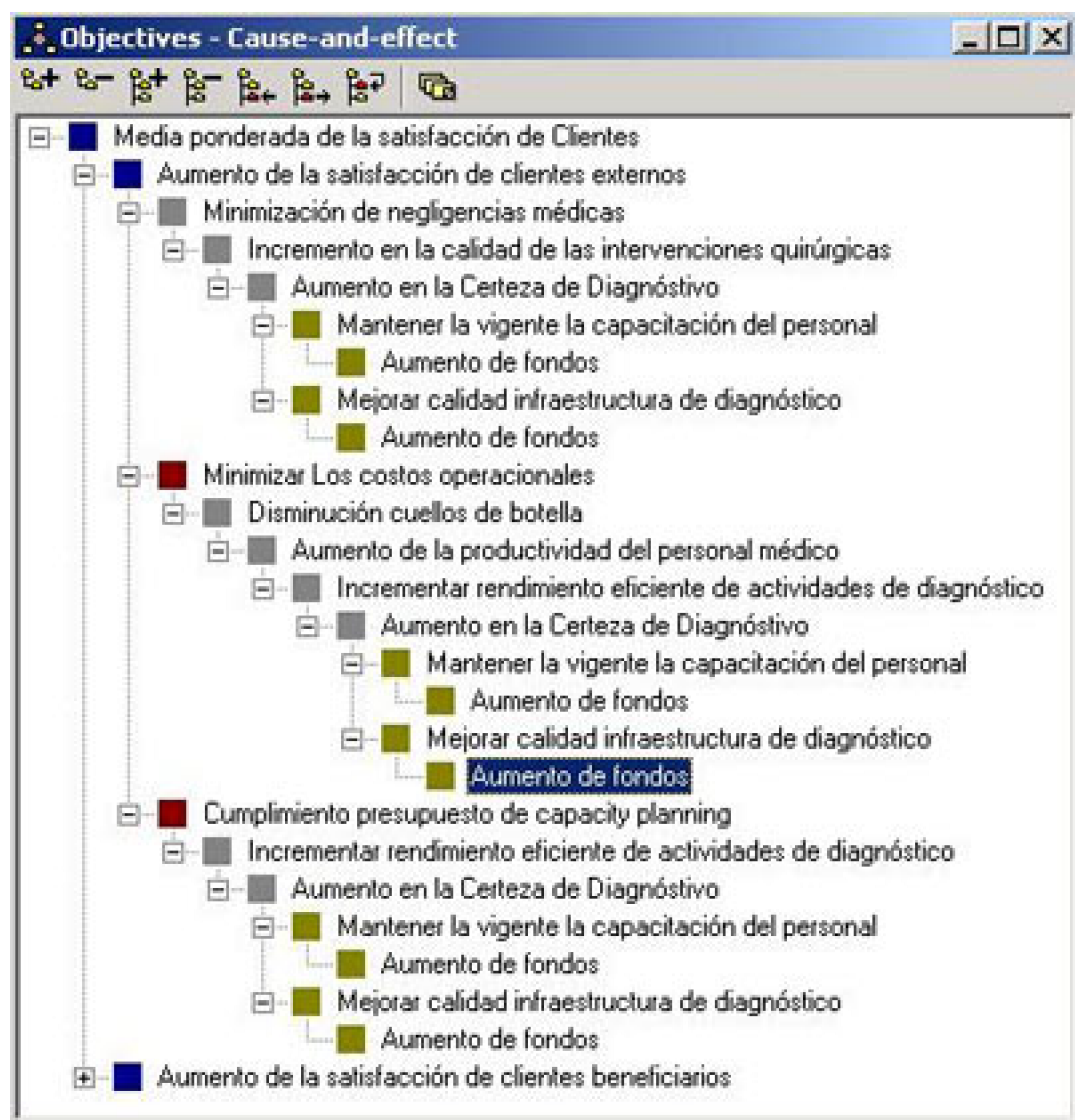 Objectives - Cause-and-effect
Media ponderada de la satisfacción de Clientes
Aumento de la satisfacción de clientes externos
Minimización de negligencias médicas
Incremento en la calidad de las intervenciones quirúrgicas
Aumento en la Certeza de Diagnóstivo
Mantener la vigente la capacitación del personal
Aumento de fondos
Mejorar calidad infraestructura de diagnóstico
Aumento de fondos
Minimizar Los costos operacionales
Disminución cuellos de botella
Aumento de la productividad del personal médico
Incrementar rendimiento eficiente de actividades de diagnóstico
Aumento en la Certeza de Diagnóstivo
Mantener la vigente la capacitación del personal
Aumento de fondos
Mejorar calidad infraestructura de diagnóstico
Aumento de fondos
Cumplimiento presupuesto de capacity planning
Incrementar rendimiento eficiente de actividades de diagnóstico
Aumento en la Certeza de Diagnóstivo
Mantener la vigente la capacitación del personal
Aumento de fondos
Mejorar calidad infraestructura de diagnóstico
Aumento de fondos
Aumento de la satisfacción de clientes beneficiarios